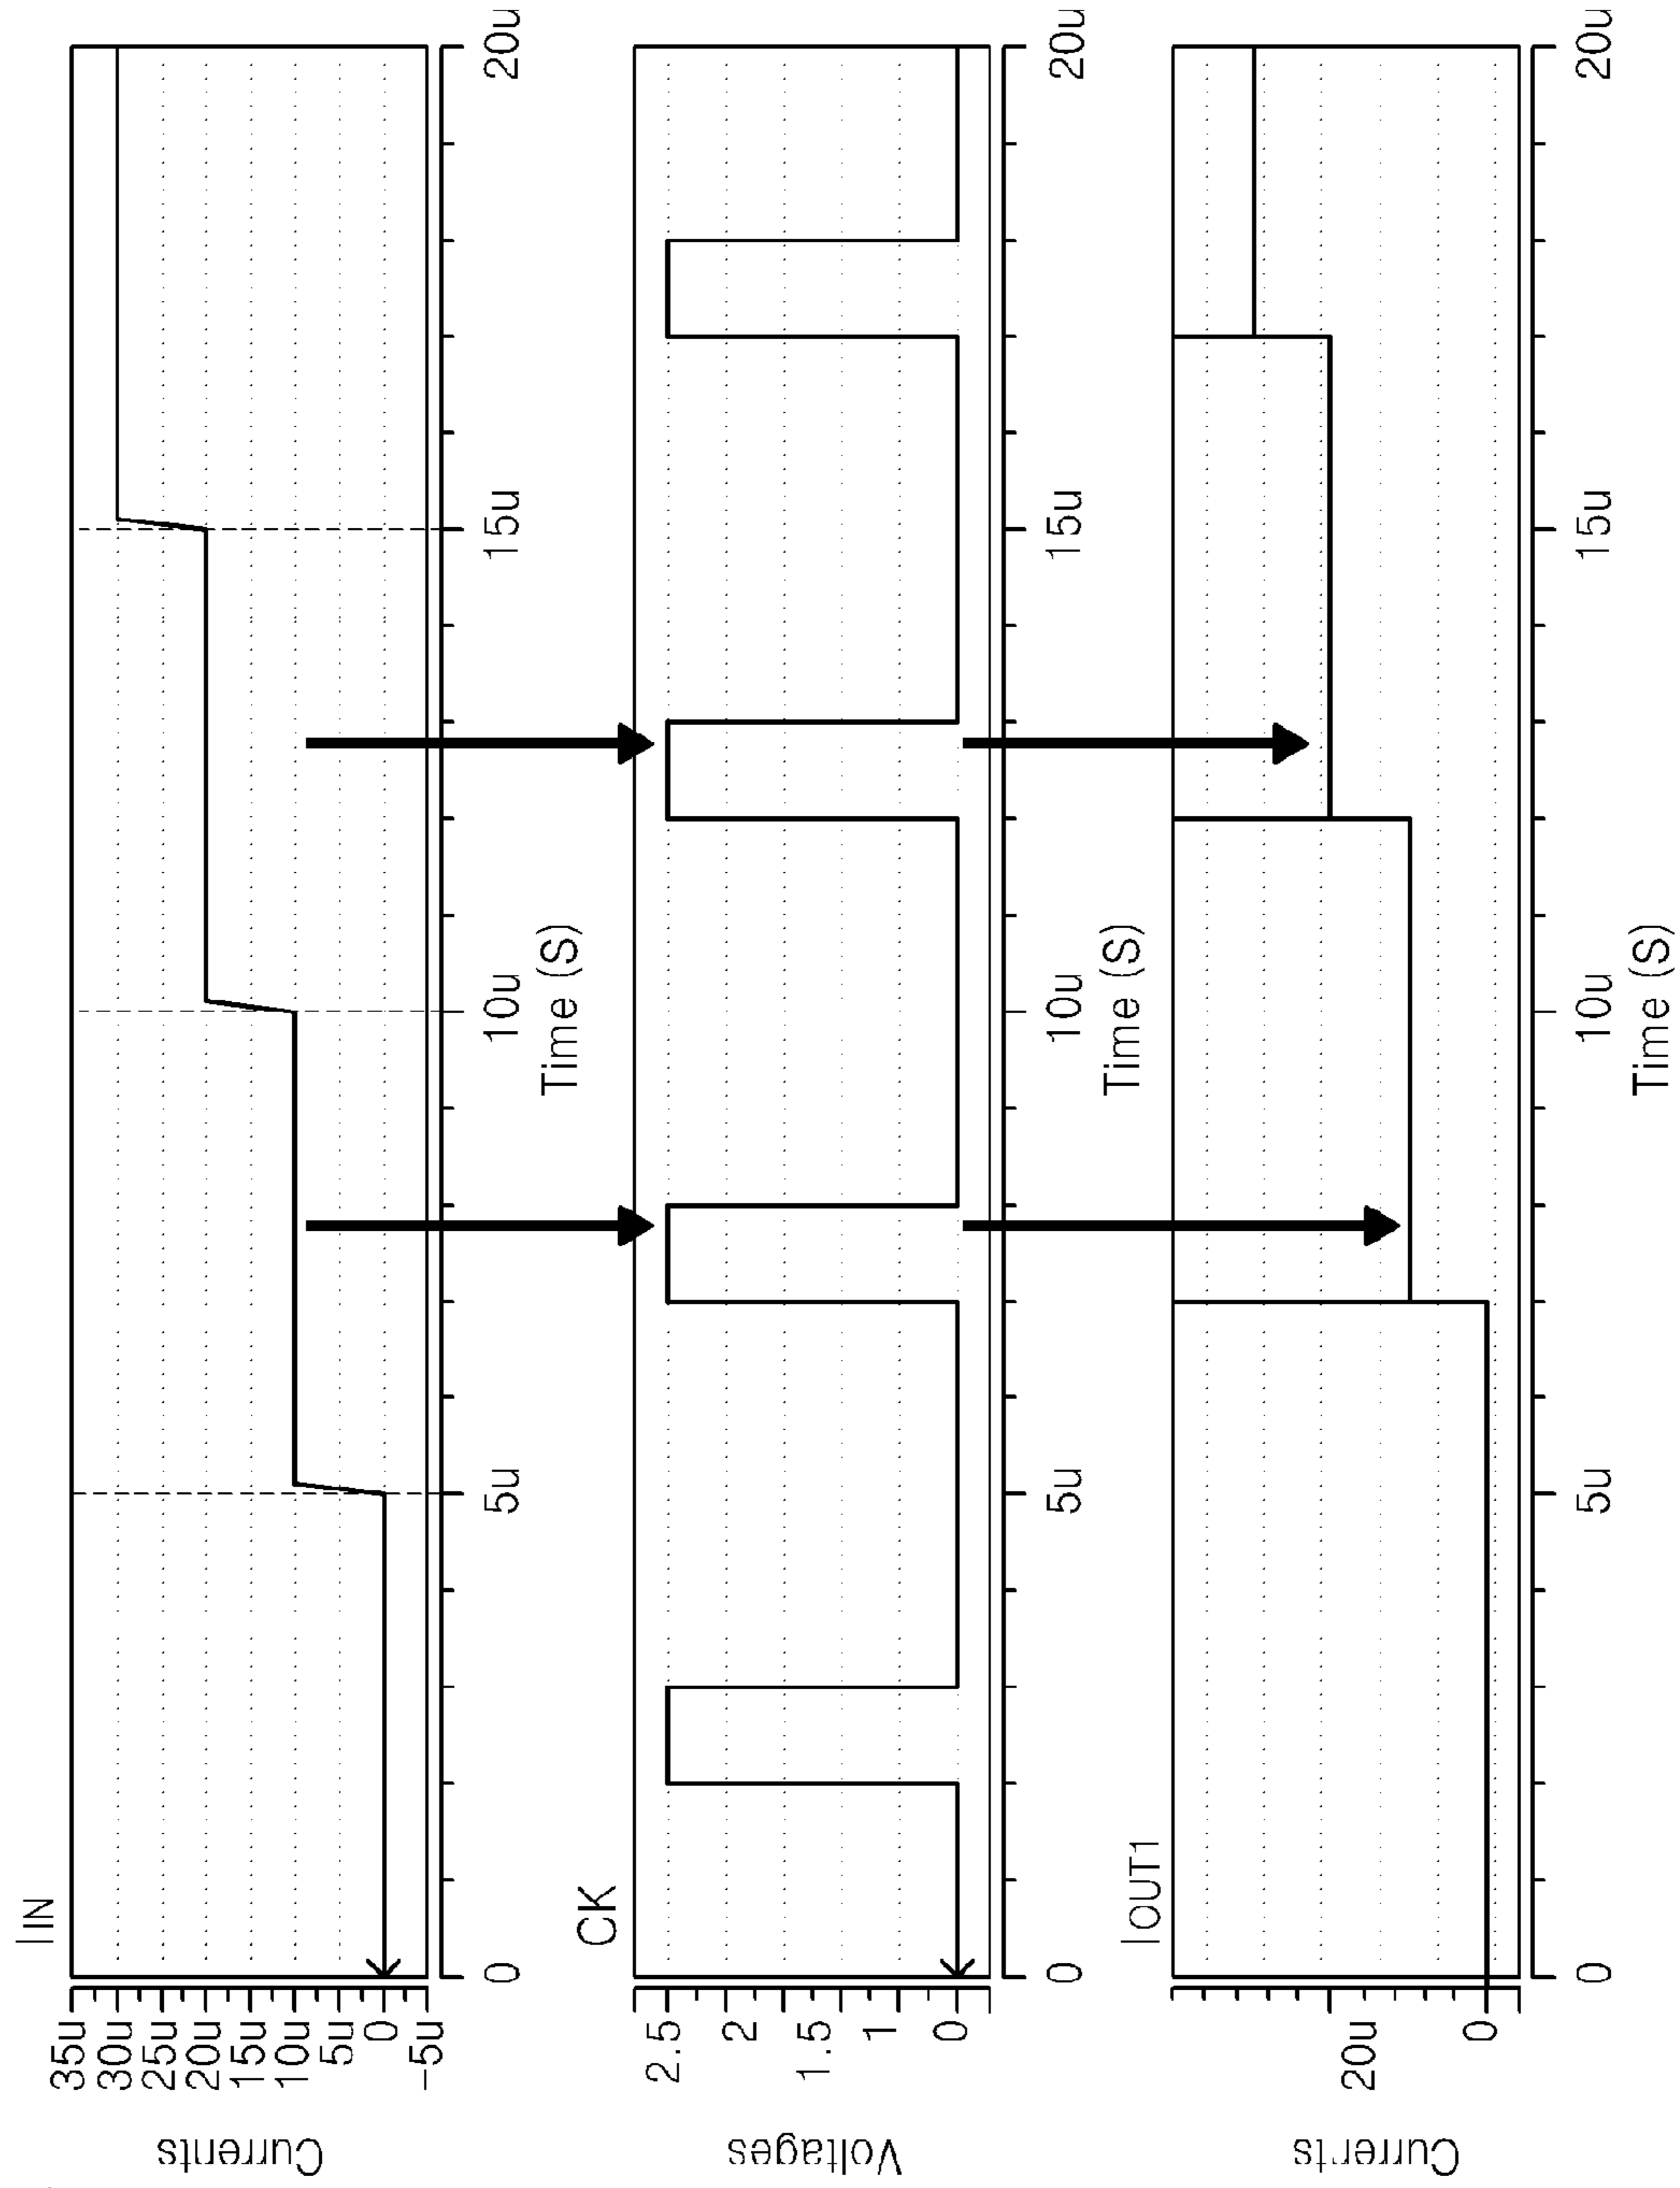 IIN
Currents
35u
30u
25u
20u
15u
10u
5u
0
-5u
0
5u
10u
15u
20u
Time (S)
CK
Voltages
2.5
2
1.5
1
0
0
5u
10u
15u
20u
Time (S)
IOUT1
Currents
20u
0
0
5u
10u
15u
20u
Time (S)